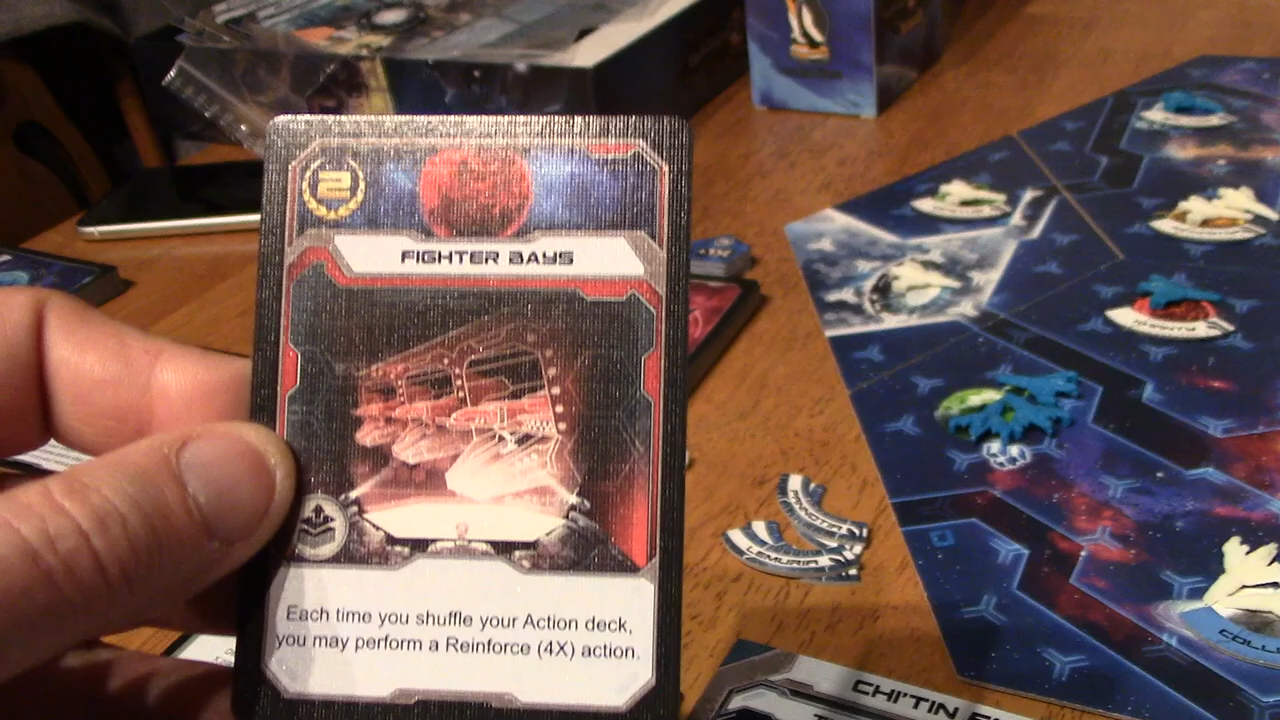 2
FIGHTER BAYS
Each time you shuffle your Action deck,
you may perform a Reinforce (4X) action.
PANNOTIA
LEMURIA
CHI'TIN